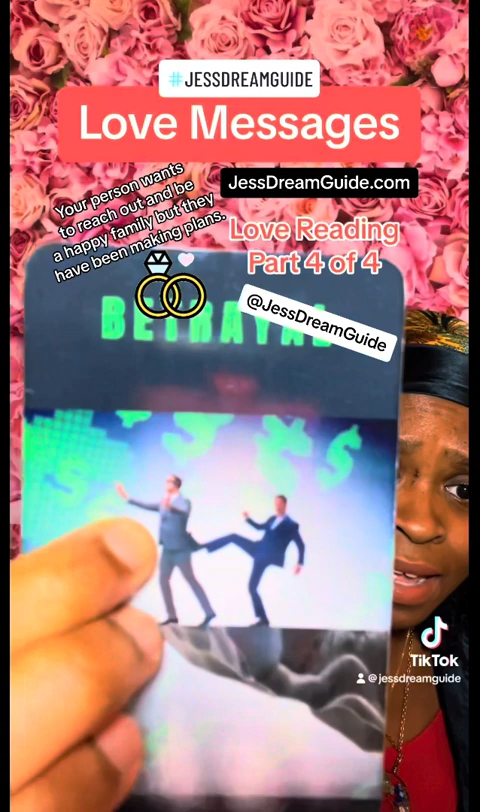 #JESSDREAMGUIDE
Love Messages
JessDreamGuide.com
Your person wants
to reach out and be
a happy family but they
have been making plans.
Love Reading
Part 4 of 4
@JessDreamGuide
BETRAYAL
TikTok
@jessdreamguide